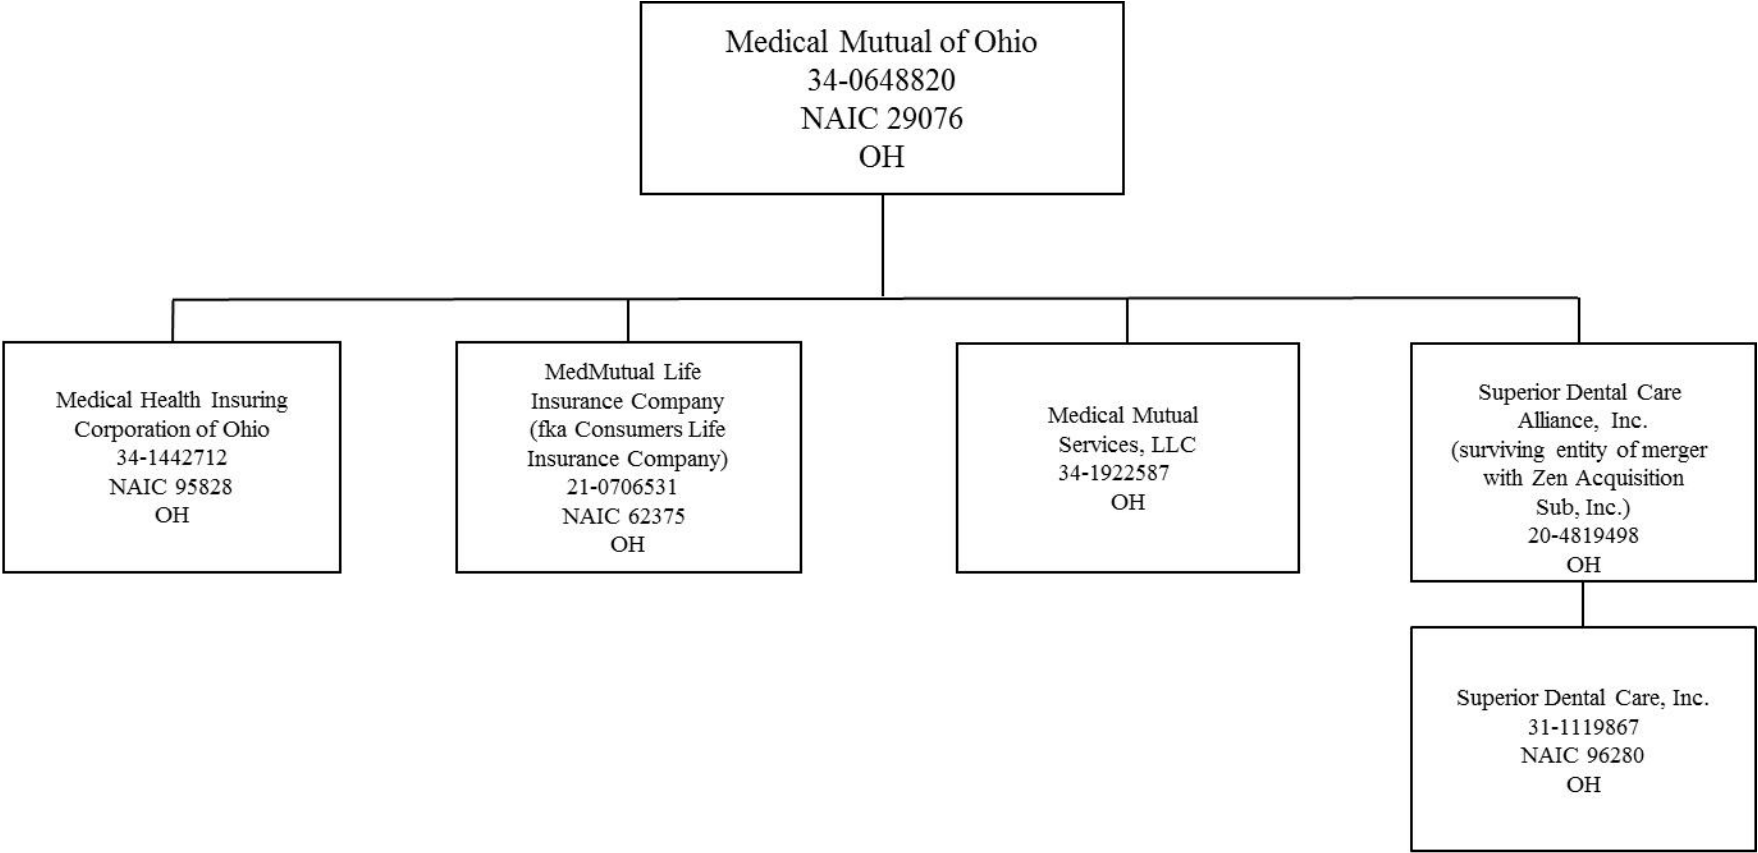 Medical Mutual of Ohio
34-0648820
NAIC 29076
OH
Medical Health Insuring
Corporation of Ohio
34-1442712
NAIC 95828
OH
MedMutual Life
Insurance Company
(fka Consumers Life
Insurance Company)
21-0706531
NAIC 62375
OH
Medical Mutual
Services, LLC
34-1922587
OH
Superior Dental Care
Alliance, Inc.
(surviving entity of merger
with Zen Acquisition
Sub, Inc.)
20-4819498
OH
Superior Dental Care, Inc.
31-1119867
NAIC 96280
OH